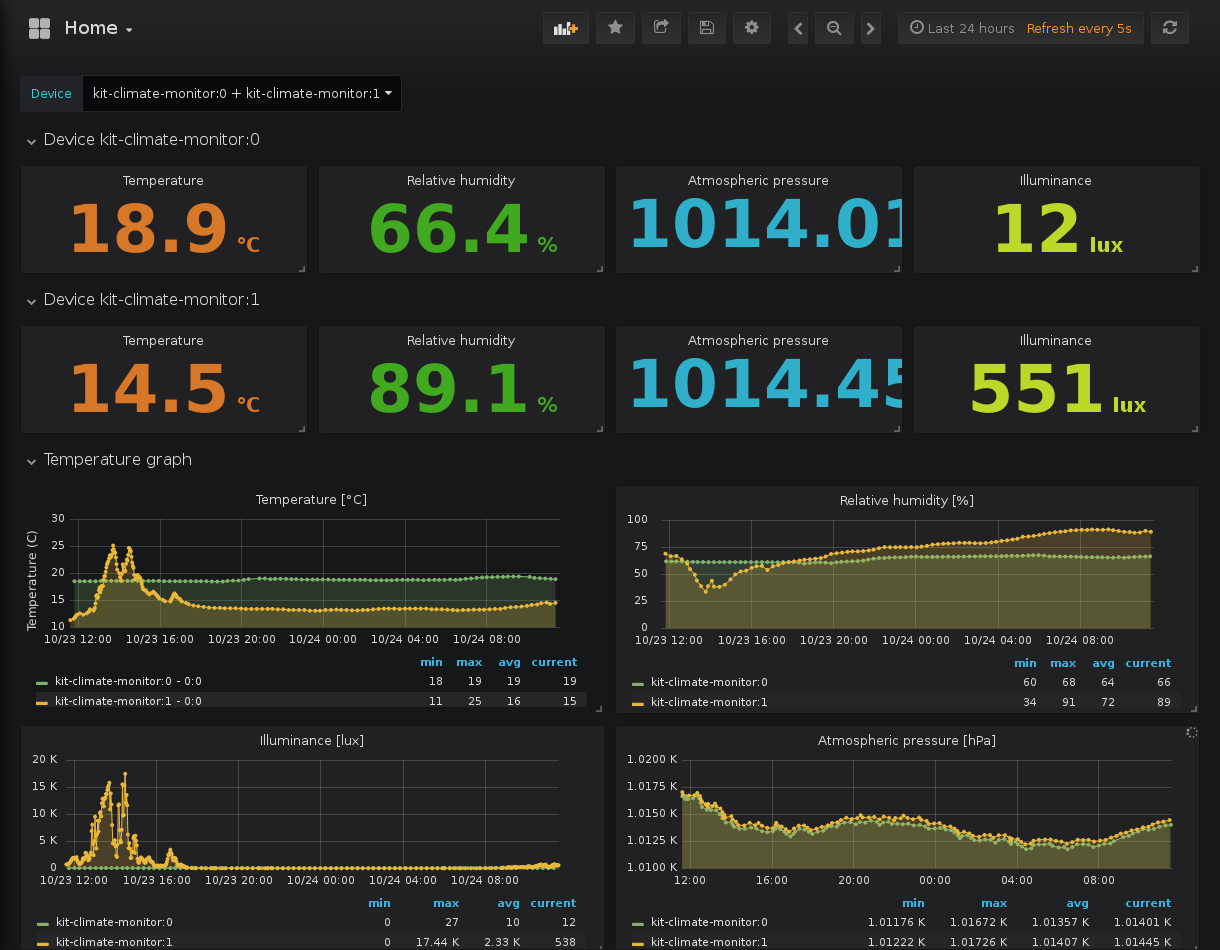 Home
Last 24 hours Refresh every 5s
Device kit-climate-monitor:0 + kit-climate-monitor:1
Device kit-climate-monitor:0
Temperature Relative humidity Atmospheric pressure Illuminance
18.9 °C 66.4 % 1014.01 12 lux
Device kit-climate-monitor:1
Temperature Relative humidity Atmospheric pressure Illuminance
14.5 °C 89.1 % 1014.45 551 lux
Temperature graph
Temperature [°C]
Temperature (C)
30
25
20
15
10
10/23 12:00 10/23 16:00 10/23 20:00 10/24 00:00 10/24 04:00 10/24 08:00
min max avg current
kit-climate-monitor:0 - 0:0 18 19 19 19
kit-climate-monitor:1 - 0:0 11 25 16 15
Relative humidity [%]
100
75
50
25
0
10/23 12:00 10/23 16:00 10/23 20:00 10/24 00:00 10/24 04:00 10/24 08:00
min max avg current
kit-climate-monitor:0 60 68 64 66
kit-climate-monitor:1 34 91 72 89
Illuminance [lux]
20 K
15 K
10 K
5 K
0
10/23 12:00 10/23 16:00 10/23 20:00 10/24 00:00 10/24 04:00 10/24 08:00
min max avg current
kit-climate-monitor:0 0 27 10 12
kit-climate-monitor:1 0 17.44 K 2.33 K 538
Atmospheric pressure [hPa]
1.0200 K
1.0175 K
1.0150 K
1.0125 K
1.0100 K
12:00 16:00 20:00 00:00 04:00 08:00
min max avg current
kit-climate-monitor:0 1.01176 K 1.01672 K 1.01357 K 1.01401 K
kit-climate-monitor:1 1.01222 K 1.01726 K 1.01407 K 1.01445 K